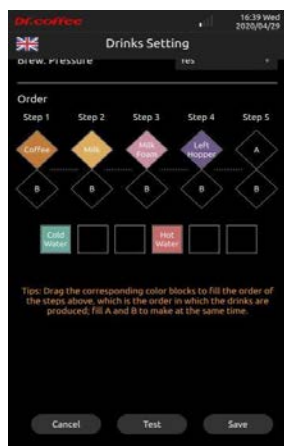 Dr.coffee
16:39 Wed
2020/04/29
Drinks Setting
Brew. Pressure Yes
Order
Step 1 Step 2 Step 3 Step 4 Step 5
Coffee Milk Milk Foam Left Hopper A
B B B B B
Cold Water Hot Water
Tips: Drag the corresponding color blocks to fill the order of
the steps above, which is the order in which the drinks are
produced; fill A and B to make at the same time.
Cancel Test Save